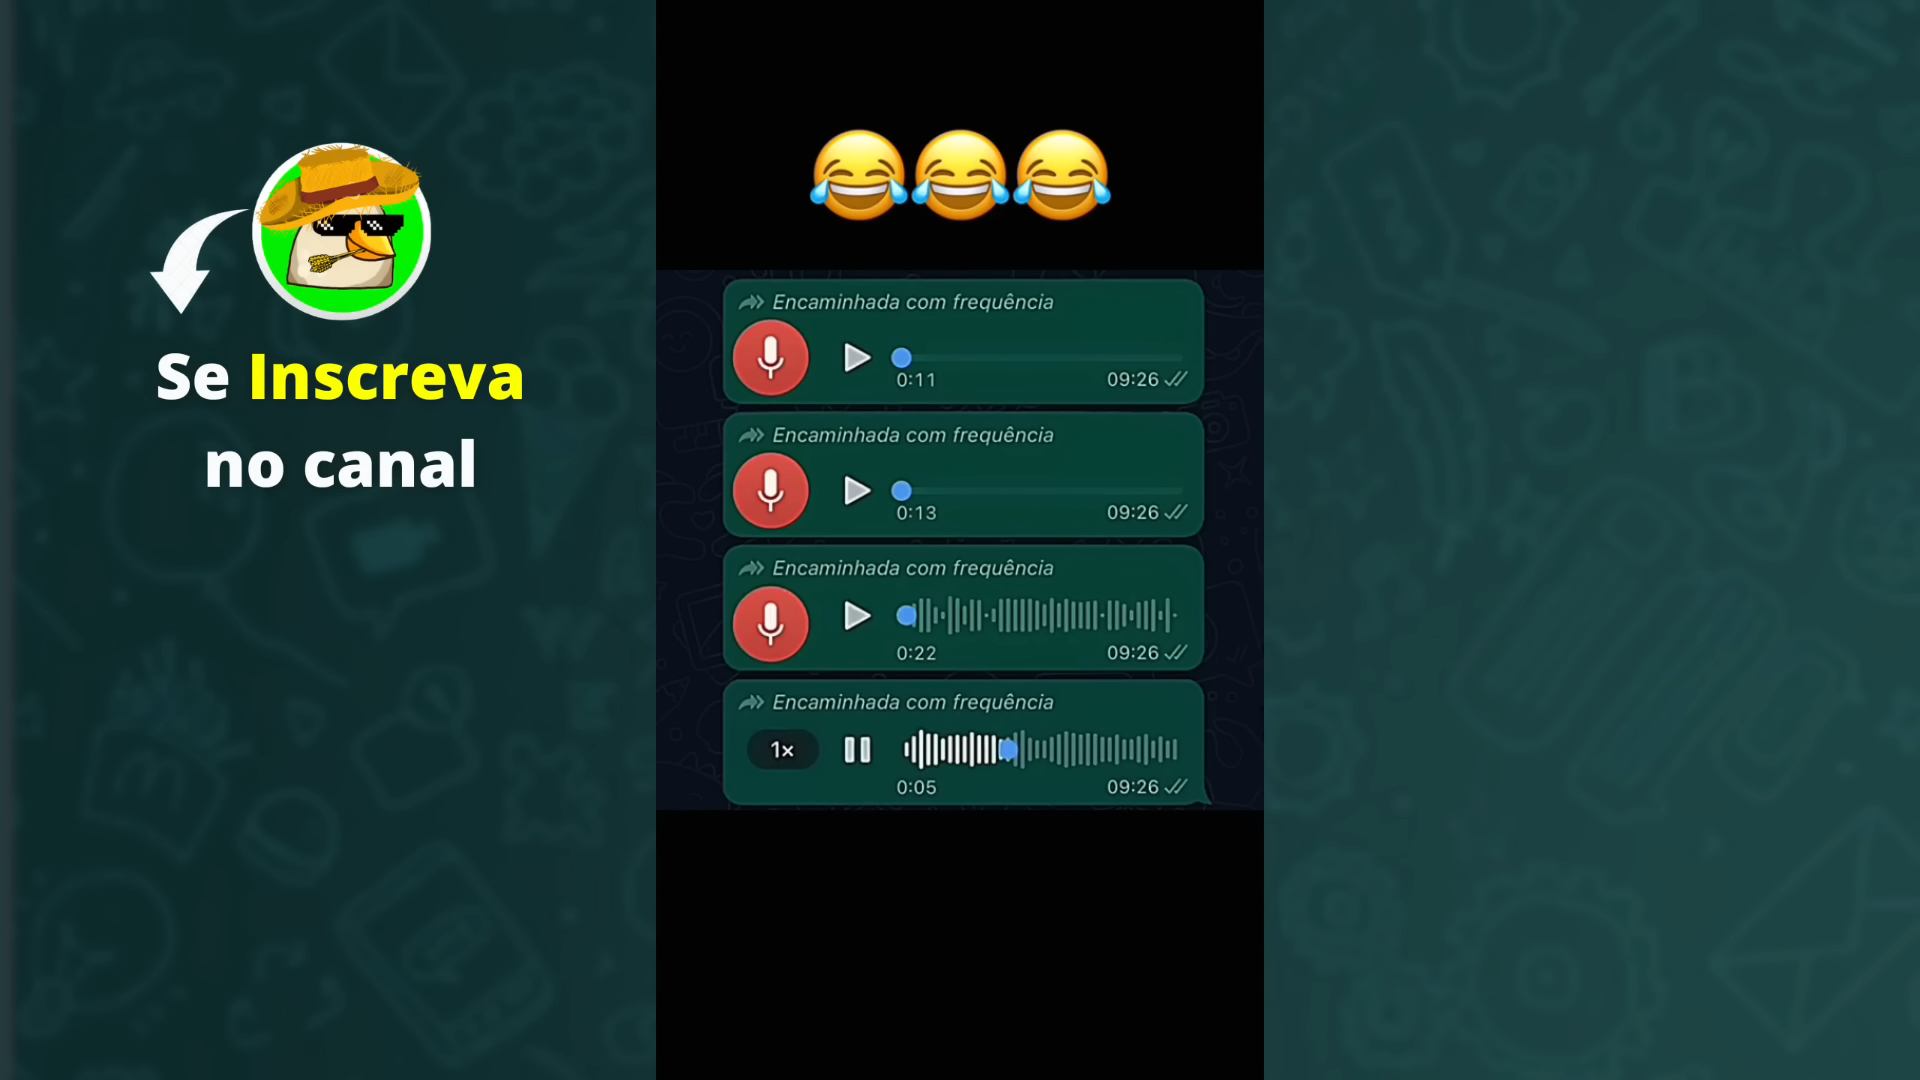 Se Inscreva
no canal
😂😂😂
Encaminhada com frequência
0:11 09:26
Encaminhada com frequência
0:13 09:26
Encaminhada com frequência
0:22 09:26
Encaminhada com frequência
1×
0:05 09:26